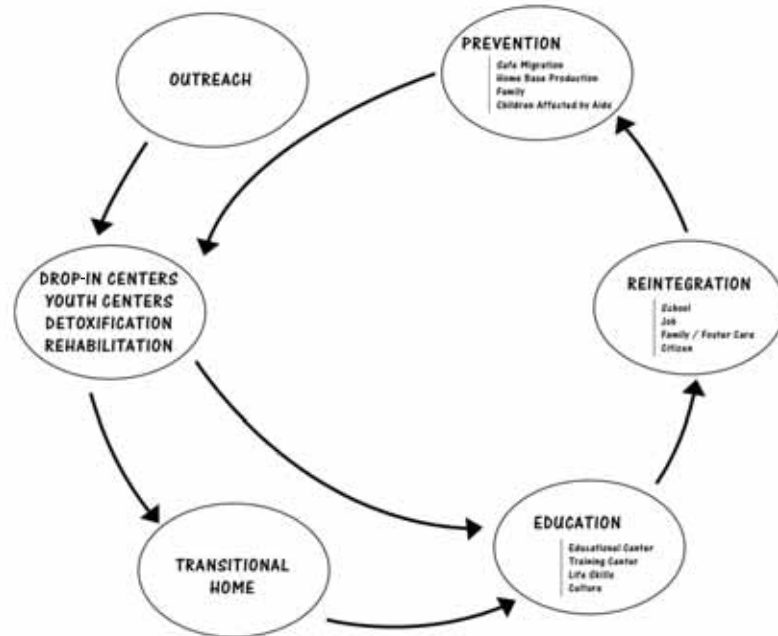 OUTREACH
PREVENTION
Safe Migration
Home Base Production
Family
Children Affected by Aids
DROP-IN CENTERS
YOUTH CENTERS
DETOXIFICATION
REHABILITATION
REINTEGRATION
School
Job
Family / Foster Care
Citizen
TRANSITIONAL
HOME
EDUCATION
Educational Center
Training Center
Life Skills
Culture